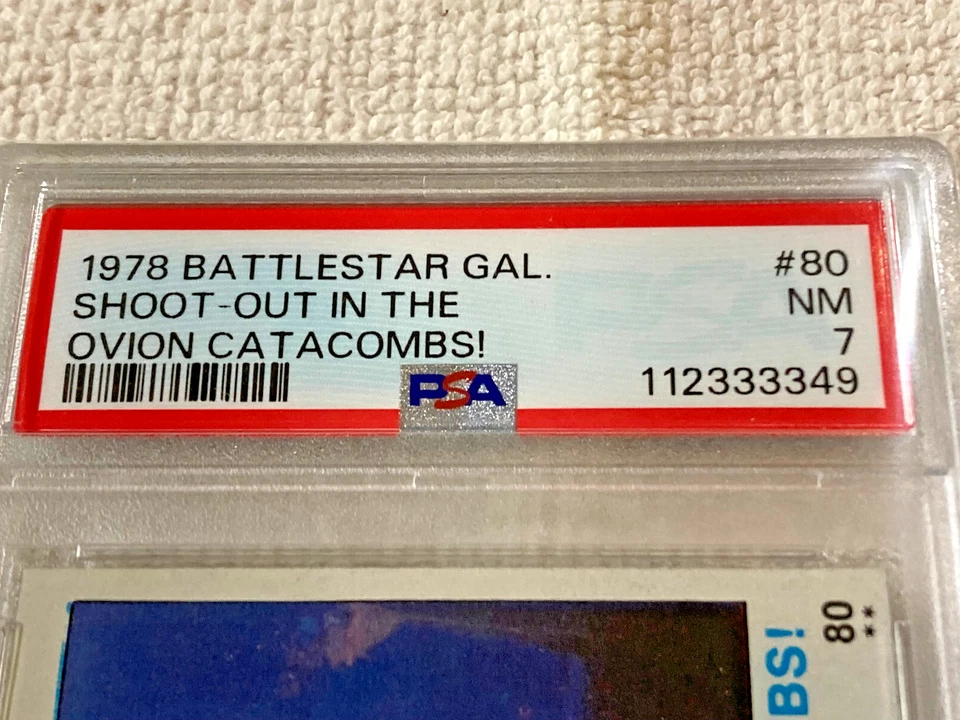 1978 BATTLESTAR GAL. #80
SHOOT-OUT IN THE NM
OVION CATACOMBS! 7
PSA 112333349
80
**
BS!